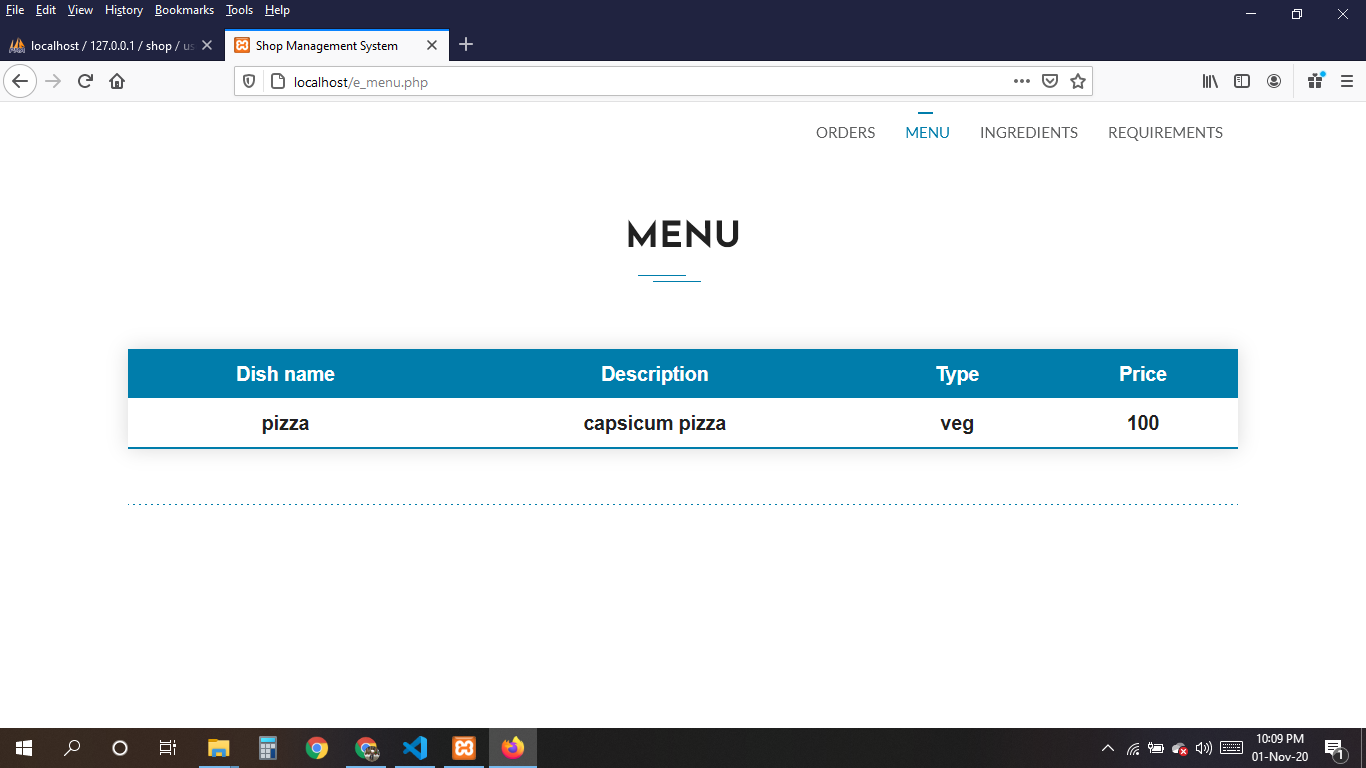 File Edit View History Bookmarks Tools Help
localhost / 127.0.0.1 / shop / us
Shop Management System
localhost/e_menu.php
ORDERS MENU INGREDIENTS REQUIREMENTS
MENU
Dish name Description Type Price
pizza capsicum pizza veg 100
10:09 PM
01-Nov-20
1